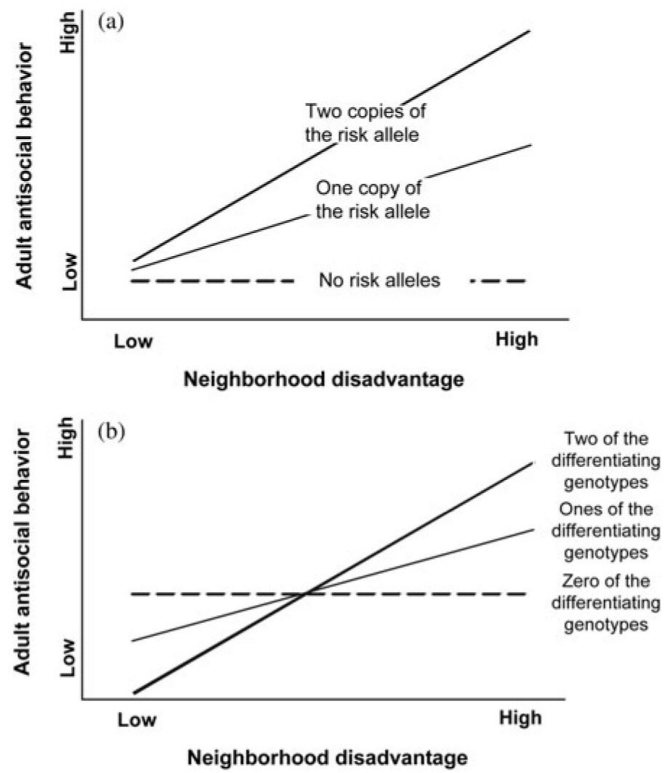 (a)
High
Adult antisocial behavior
Low
Two copies of
the risk allele
One copy of
the risk allele
No risk alleles
Low
High
Neighborhood disadvantage
(b)
High
Adult antisocial behavior
Low
Two of the
differentiating
genotypes
Ones of the
differentiating
genotypes
Zero of the
differentiating
genotypes
Low
High
Neighborhood disadvantage